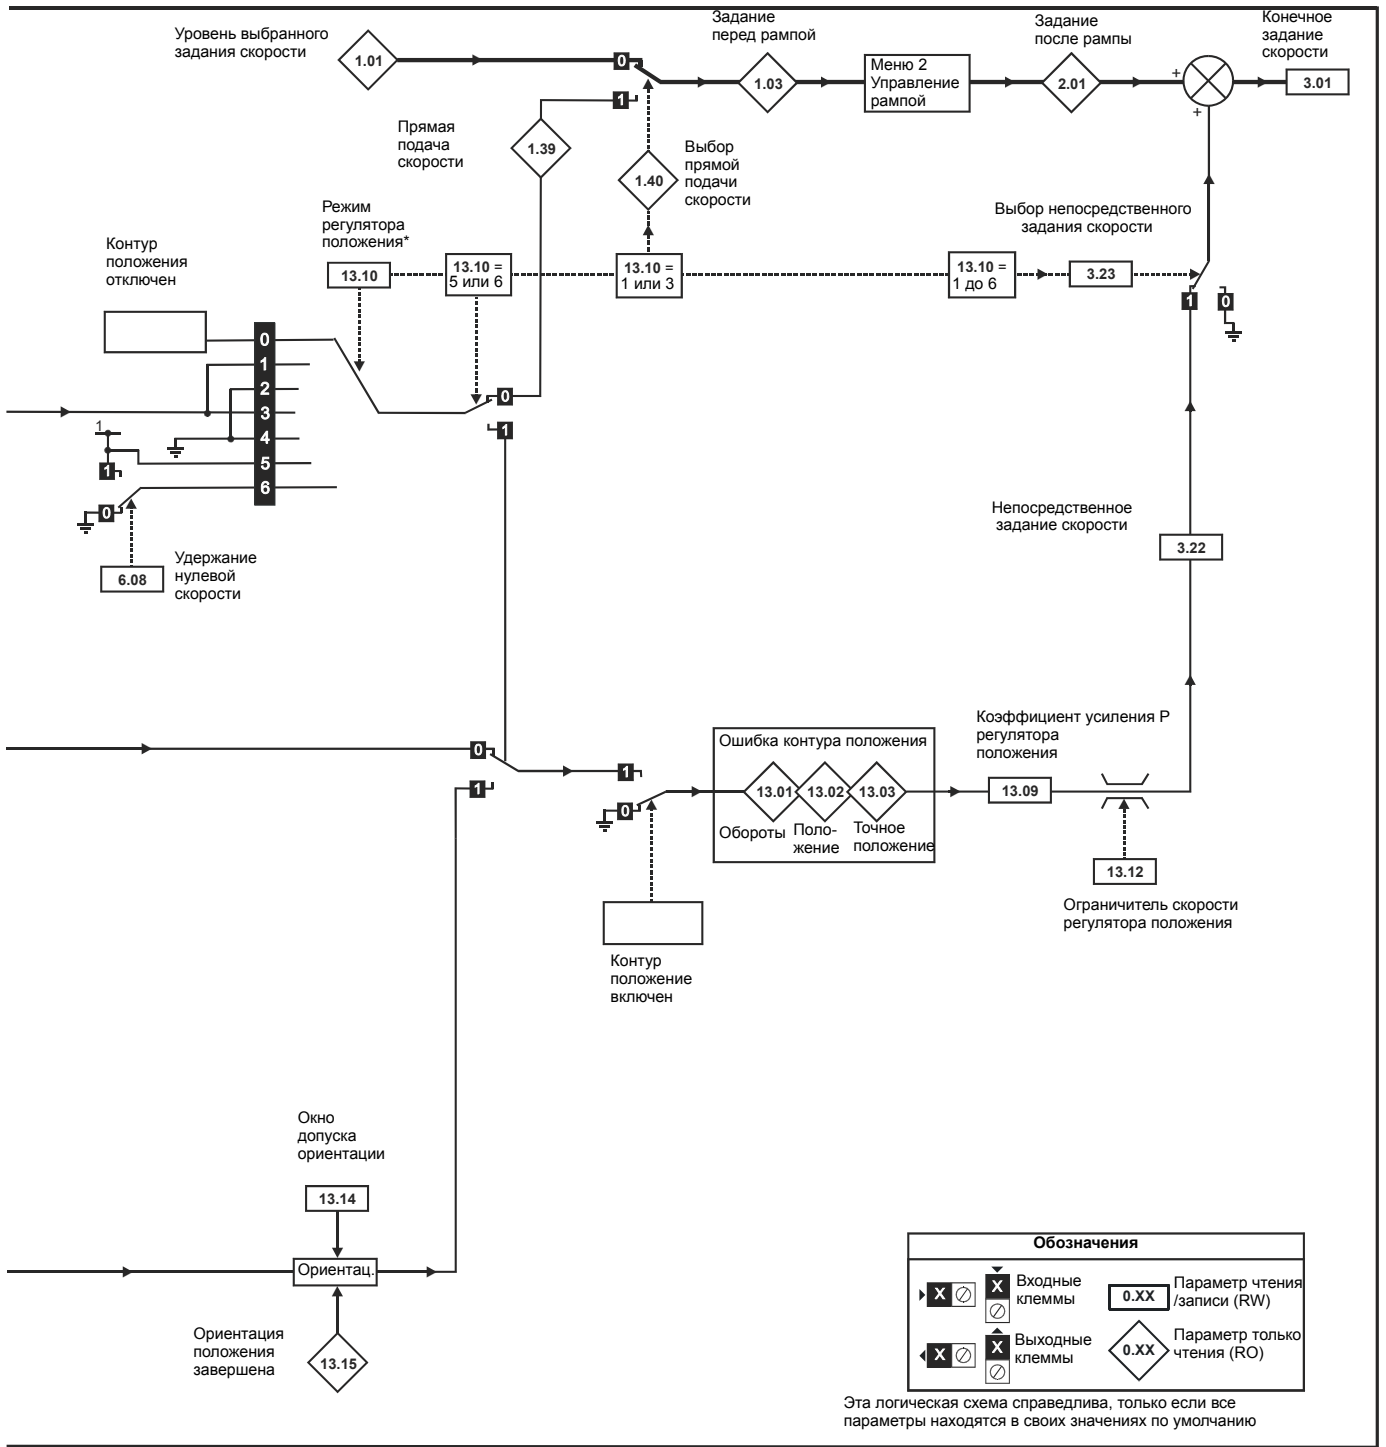 Уровень выбранного
задания скорости
1.01
0
1
Задание
перед рампой
1.03
Меню 2
Управление
рампой
Задание
после рампы
2.01
+
+
Конечное
задание
скорости
3.01
Прямая
подача
скорости
1.39
Выбор
прямой
подачи
скорости
1.40
Режим
регулятора
положения*
13.10
13.10 =
5 или 6
13.10 =
1 или 3
13.10 =
1 до 6
Выбор непосредственного
задания скорости
3.23
1
0
Контур
положения
отключен
0
1
2
3
4
5
6
0
1
1
1
0
6.08
Удержание
нулевой
скорости
Непосредственное
задание скорости
3.22
0
1
1
0
Ошибка контура положения
13.01
13.02
13.03
Обороты
Поло-
жение
Точное
положение
Коэффициент усиления P
регулятора
положения
13.09
13.12
Ограничитель скорости
регулятора положения
Контур
положение
включен
Окно
допуска
ориентации
13.14
Ориентац.
Ориентация
положения
завершена
13.15
Обозначения
X
X
Входные
клеммы
0.XX
Параметр чтения
/записи (RW)
X
X
Выходные
клеммы
0.XX
Параметр только
чтения (RO)
Эта логическая схема справедлива, только если все
параметры находятся в своих значениях по умолчанию